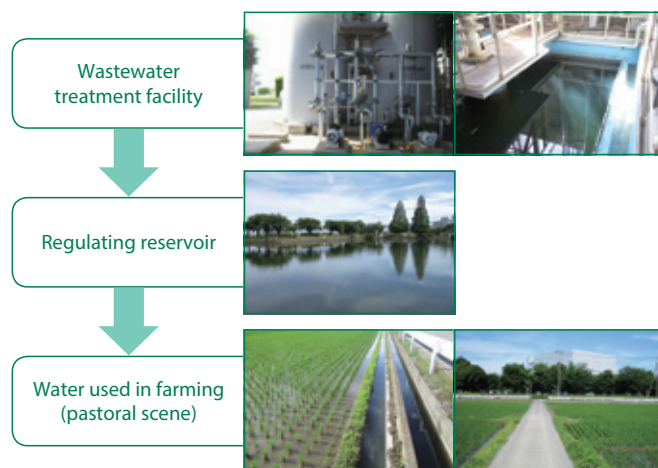 Wastewater
treatment facility
Regulating reservoir
Water used in farming
(pastoral scene)